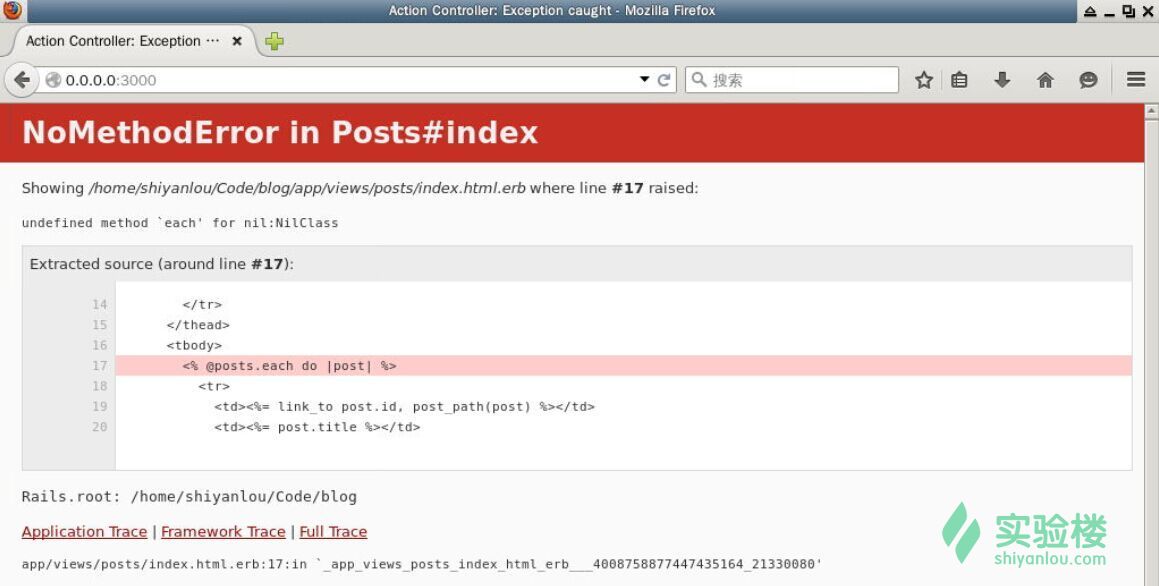 Action Controller: Exception caught - Mozilla Firefox
Action Controller: Exception ···
0.0.0.0:3000
搜索
NoMethodError in Posts#index
Showing /home/shiyanlou/Code/blog/app/views/posts/index.html.erb where line #17 raised:
undefined method `each' for nil:NilClass
Extracted source (around line #17):
14 </tr>
15 </thead>
16 <tbody>
17 <% @posts.each do |post| %>
18 <tr>
19 <td><%= link_to post.id, post_path(post) %></td>
20 <td><%= post.title %></td>
Rails.root: /home/shiyanlou/Code/blog
Application Trace | Framework Trace | Full Trace
app/views/posts/index.html.erb:17:in `_app_views_posts_index_html_erb___4008758877447435164_21330080'
实验楼
shiyanlou.com